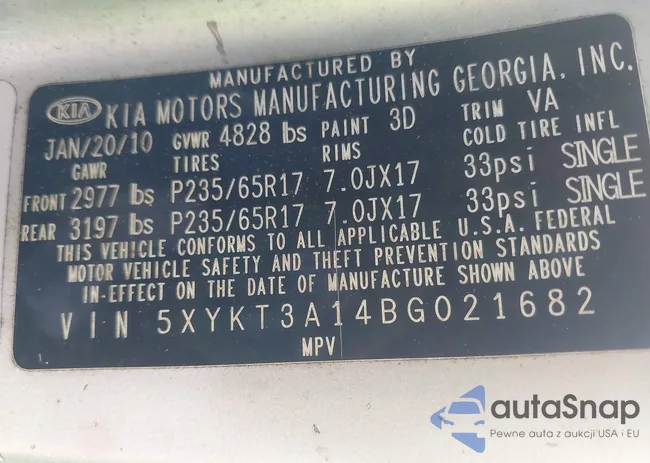 MANUFACTURED BY
KIA KIA MOTORS MANUFACTURING GEORGIA, INC.
JAN/20/10 GVWR 4828 lbs PAINT 3D TRIM VA
GAWR TIRES RIMS COLD TIRE INFL
FRONT 2977 lbs P235/65R17 7.0JX17 33psi SINGLE
REAR 3197 lbs P235/65R17 7.0JX17 33psi SINGLE
THIS VEHICLE CONFORMS TO ALL APPLICABLE U.S.A. FEDERAL
MOTOR VEHICLE SAFETY AND THEFT PREVENTION STANDARDS
IN-EFFECT ON THE DATE OF MANUFACTURE SHOWN ABOVE
VIN 5XYKT3A14BG021682
MPV
autaSnap
Pewne auta z aukcji USA i EU